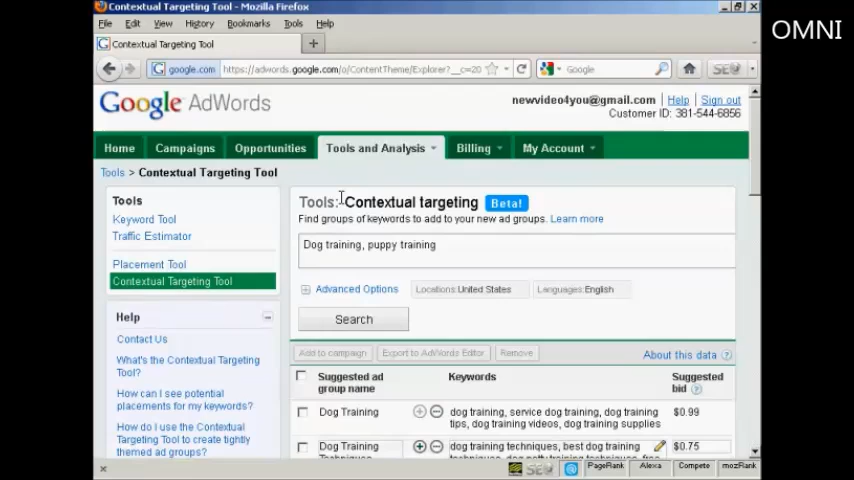 Contextual Targeting Tool - Mozilla Firefox
OMNI
File Edit View History Bookmarks Tools Help
Contextual Targeting Tool
google.com https://adwords.google.com/o/ContentTheme/Explorer?__c=20 Google SEO
Google AdWords
newvideo4you@gmail.com Help Sign out
Customer ID: 381-544-6856
Home Campaigns Opportunities Tools and Analysis Billing My Account
Tools > Contextual Targeting Tool
Tools
Keyword Tool
Traffic Estimator
Placement Tool
Contextual Targeting Tool
Help
Contact Us
What's the Contextual Targeting
Tool?
How can I see potential
placements for my keywords?
How do I use the Contextual
Targeting Tool to create tightly
themed ad groups?
Tools: Contextual targeting Beta!
Find groups of keywords to add to your new ad groups. Learn more
Dog training, puppy training
Advanced Options Locations:United States Languages:English
Search
Add to campaign Export to AdWords Editor Remove About this data ?
Suggested ad
group name
Keywords
Suggested
bid ?
Dog Training
dog training, service dog training, dog training
tips, dog training videos, dog training supplies
$0.99
Dog Training
Techniques
dog training techniques, best dog training
$0.75
SEO PageRank Alexa Compete mozRank